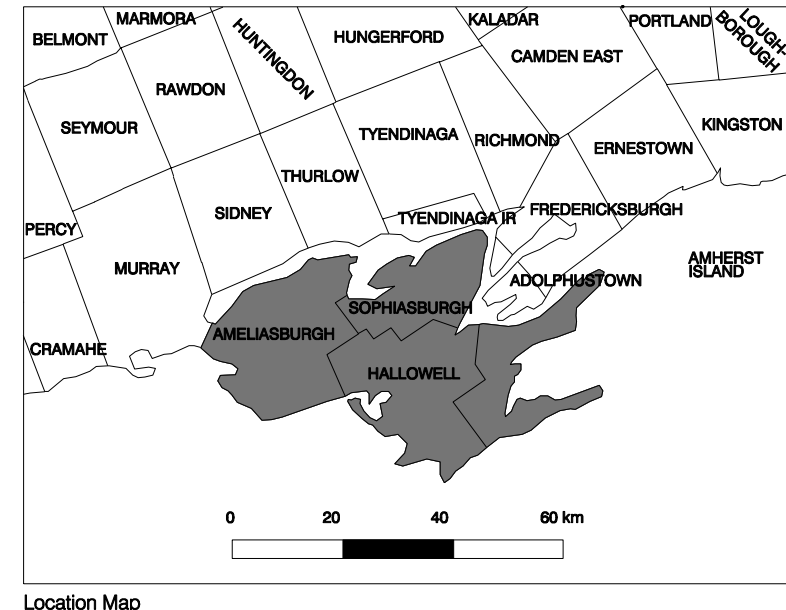 MARMORA
KALADAR
PORTLAND
LOUGH-
BOROUGH
BELMONT
HUNTINGDON
HUNGERFORD
CAMDEN EAST
RAWDON
SEYMOUR
TYENDINAGA
RICHMOND
ERNESTOWN
KINGSTON
THURLOW
SIDNEY
TYENDINAGA IR
FREDERICKSBURGH
PERCY
MURRAY
AMHERST
ISLAND
ADOLPHUSTOWN
SOPHIASBURGH
AMELIASBURGH
CRAMAHE
HALLOWELL
0 20 40 60 km
Location Map